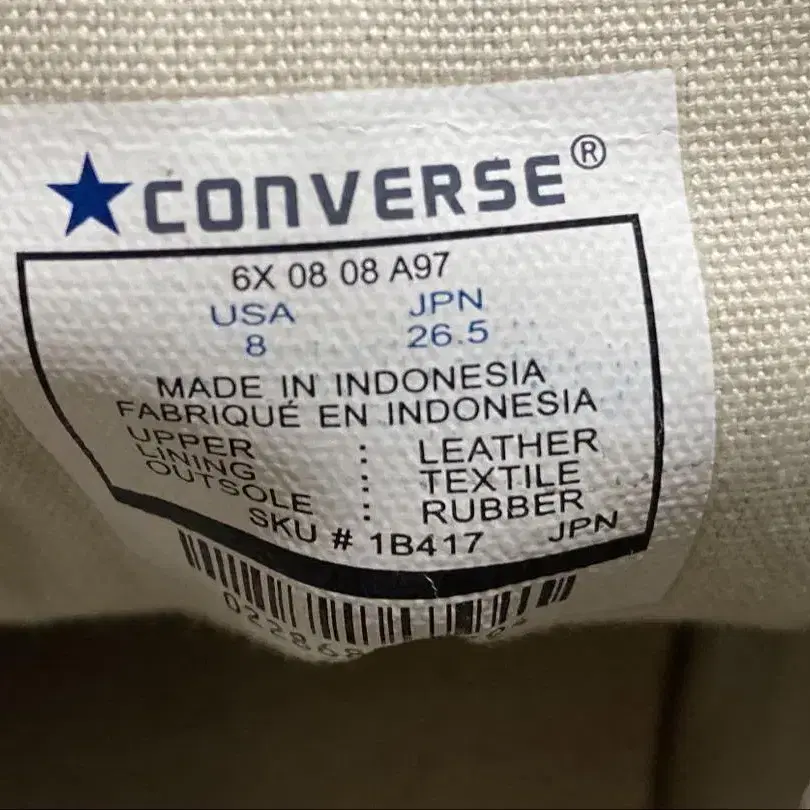 CONVERSE®
6X 08 08 A97
USA JPN
8 26.5
MADE IN INDONESIA
FABRIQUÉ EN INDONESIA
UPPER : LEATHER
LINING : TEXTILE
OUTSOLE : RUBBER
SKU # 1B417 JPN